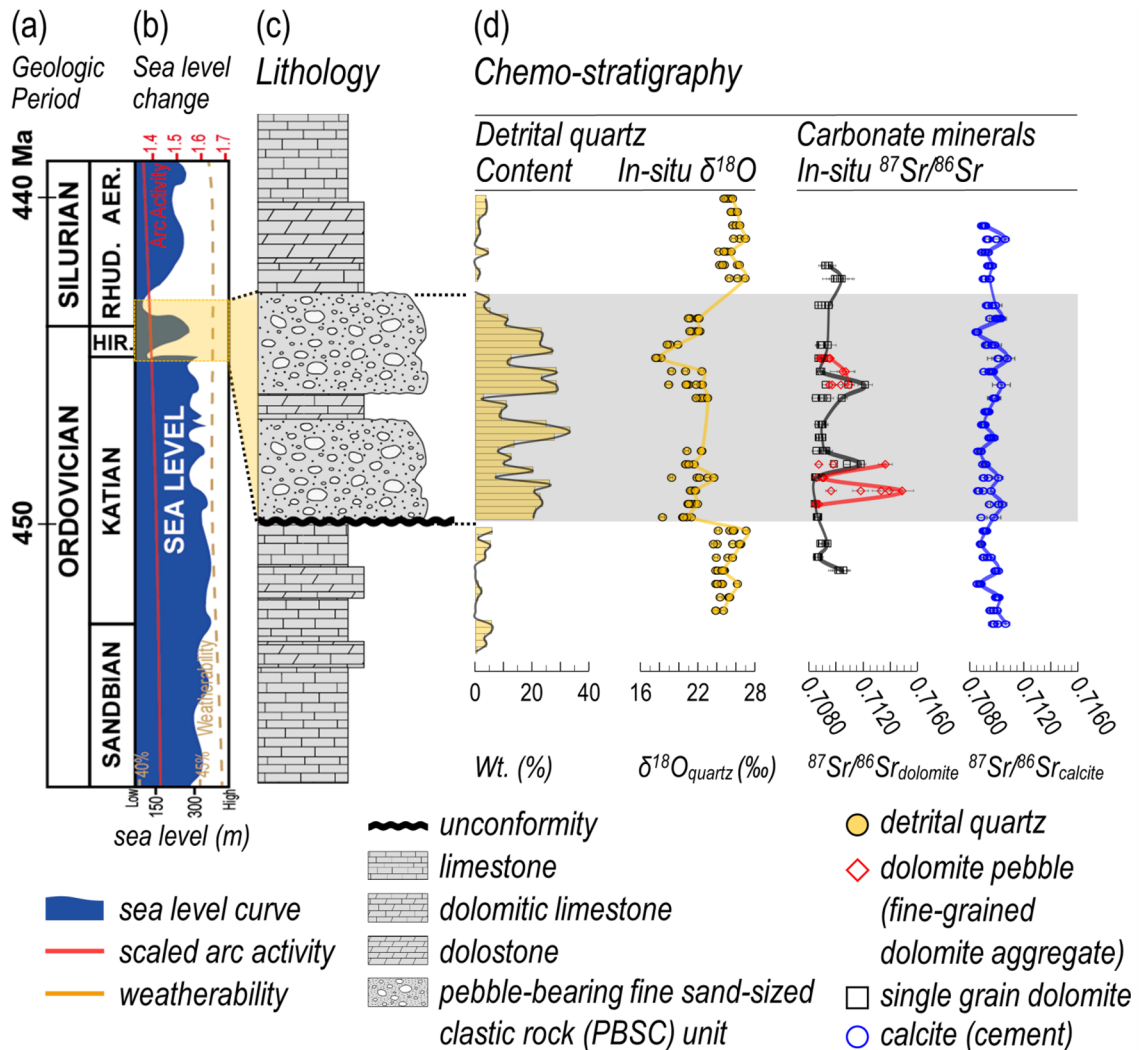 (a)
Geologic
Period
(b)
Sea level
change
(c)
Lithology
(d)
Chemo-stratigraphy
Detrital quartz
Content
In-situ δ¹⁸O
Carbonate minerals
In-situ ⁸⁷Sr/⁸⁶Sr
1.4
1.5
1.6
1.7
440 Ma
450
SILURIAN
ORDOVICIAN
AER.
RHUD.
HIR.
KATIAN
SANDBIAN
Arc Activity
SEA LEVEL
Weatherability
40%
45%
Low
150
300
High
sea level (m)
0
20
40
Wt. (%)
16
22
28
δ¹⁸Oquartz (‰)
0.7080
0.7120
0.7160
⁸⁷Sr/⁸⁶Srdolomite
0.7080
0.7120
0.7160
⁸⁷Sr/⁸⁶Srcalcite
sea level curve
scaled arc activity
weatherability
unconformity
limestone
dolomitic limestone
dolostone
pebble-bearing fine sand-sized
clastic rock (PBSC) unit
detrital quartz
dolomite pebble
(fine-grained
dolomite aggregate)
single grain dolomite
calcite (cement)